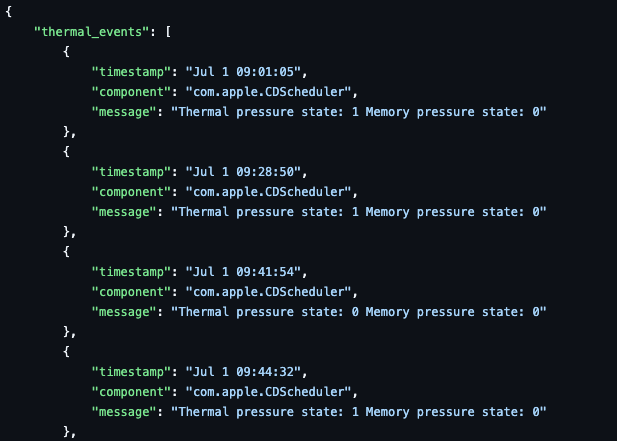 {
    "thermal_events": [
        {
            "timestamp": "Jul 1 09:01:05",
            "component": "com.apple.CDScheduler",
            "message": "Thermal pressure state: 1 Memory pressure state: 0"
        },
        {
            "timestamp": "Jul 1 09:28:50",
            "component": "com.apple.CDScheduler",
            "message": "Thermal pressure state: 1 Memory pressure state: 0"
        },
        {
            "timestamp": "Jul 1 09:41:54",
            "component": "com.apple.CDScheduler",
            "message": "Thermal pressure state: 0 Memory pressure state: 0"
        },
        {
            "timestamp": "Jul 1 09:44:32",
            "component": "com.apple.CDScheduler",
            "message": "Thermal pressure state: 1 Memory pressure state: 0"
        },